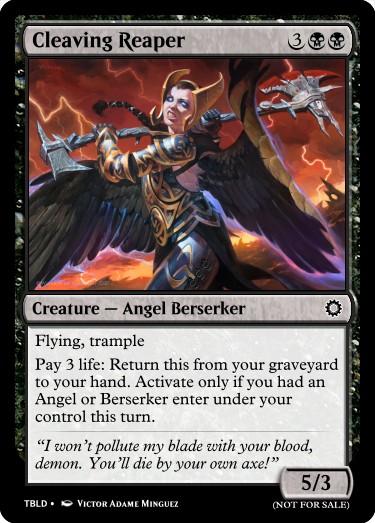 Cleaving Reaper 3
Creature — Angel Berserker
Flying, trample
Pay 3 life: Return this from your graveyard
to your hand. Activate only if you had an
Angel or Berserker enter under your
control this turn.
“I won’t pollute my blade with your blood,
demon. You’ll die by your own axe!”
5/3
TBLD • Victor Adame Minguez
(NOT FOR SALE)